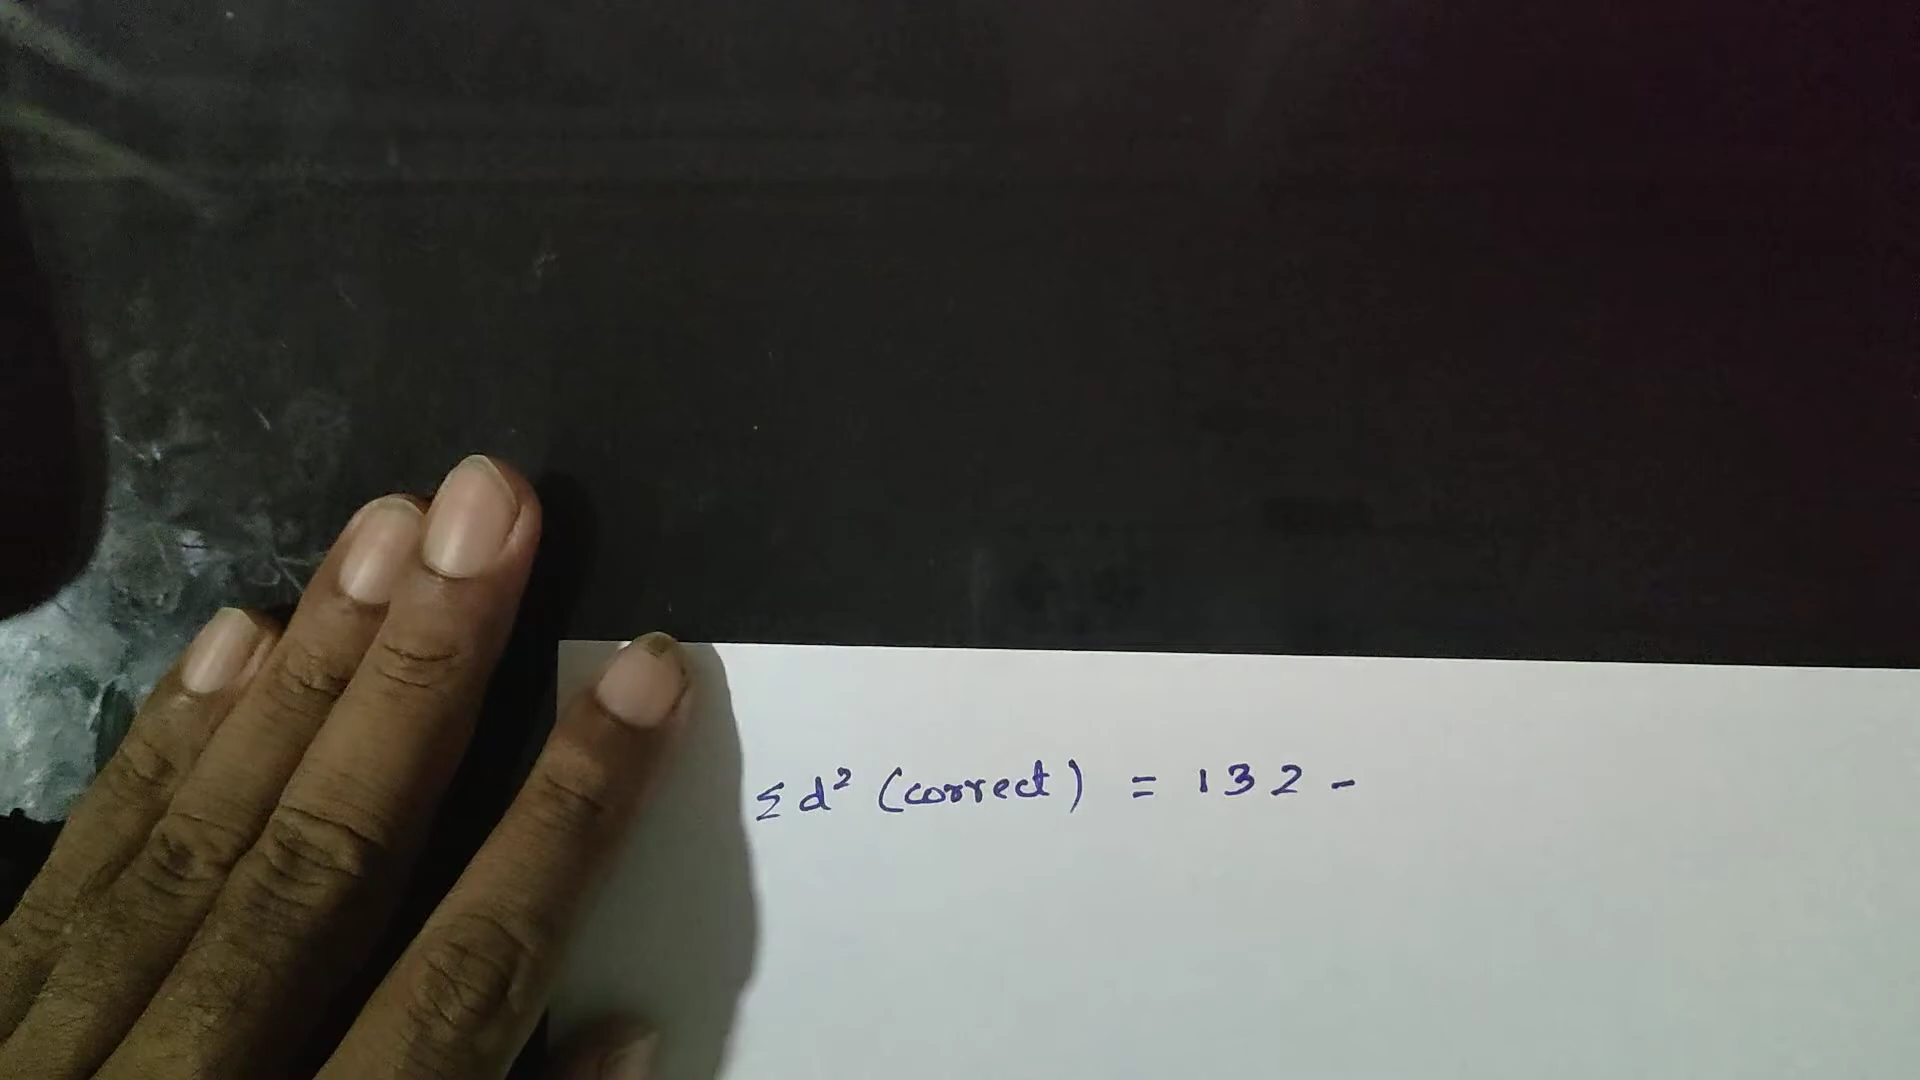 Σd² (correct) = 132 -